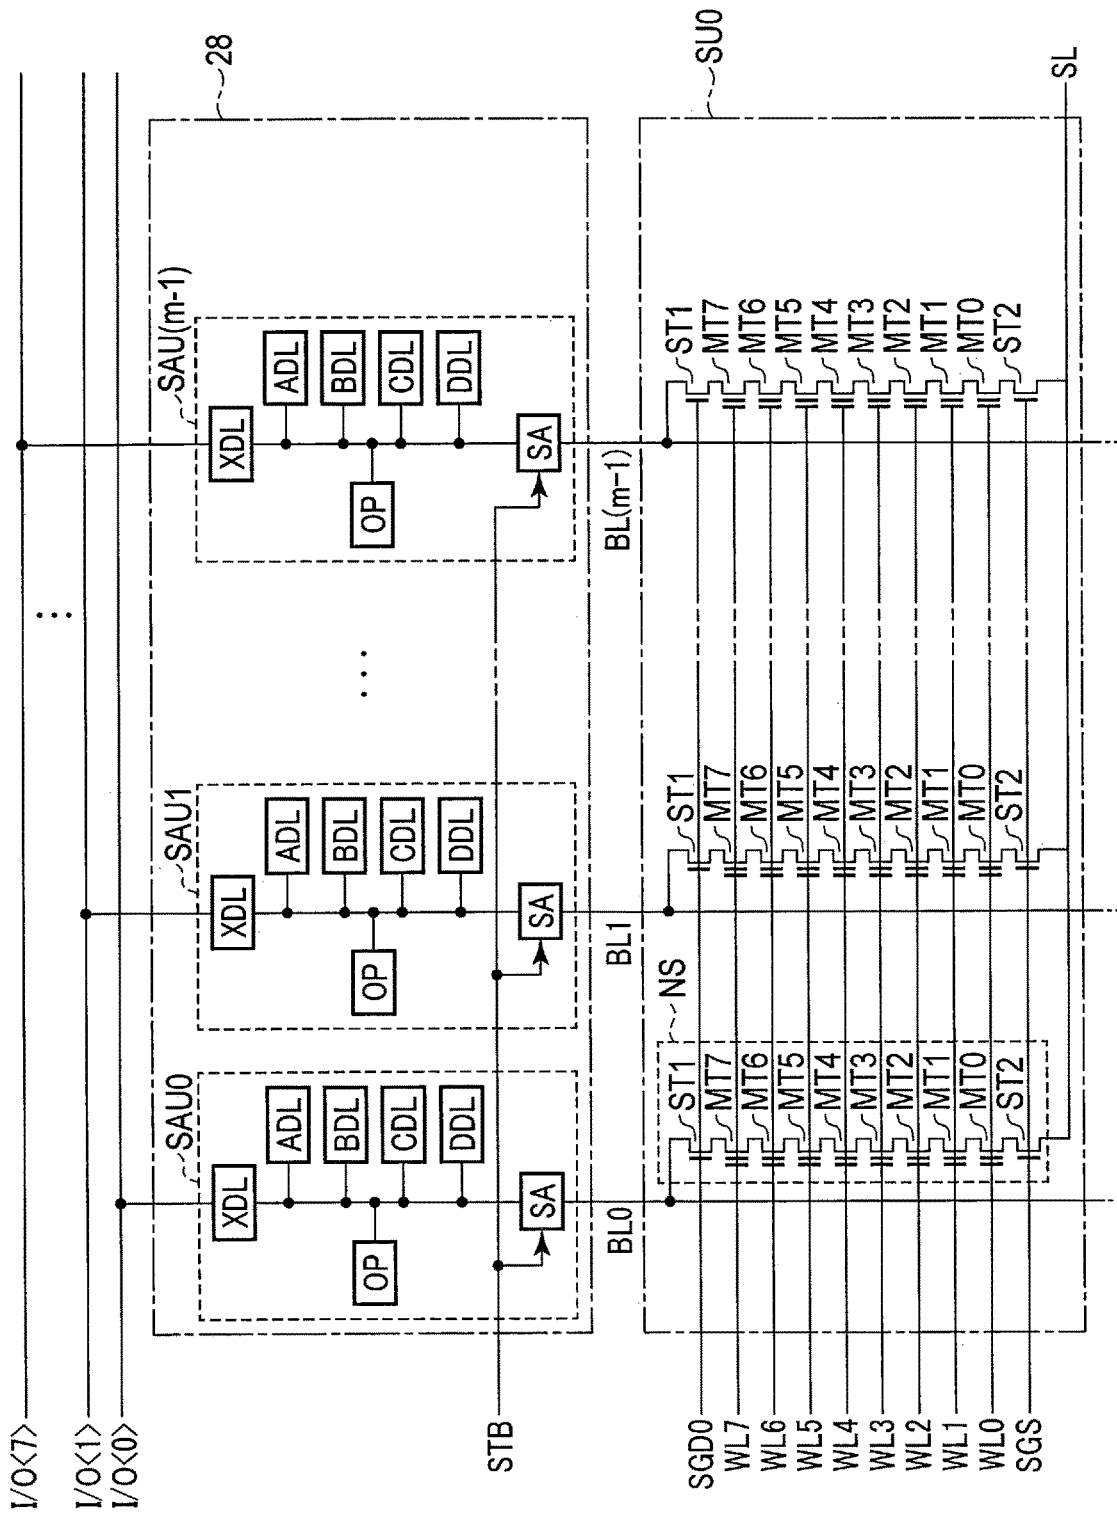 I/O<7>
I/O<1>
I/O<0>
28
SAU0
XDL
ADL
BDL
CDL
DDL
OP
SA
SAU1
XDL
ADL
BDL
CDL
DDL
OP
SA
SAU(m-1)
XDL
ADL
BDL
CDL
DDL
OP
SA
STB
BL0
BL1
BL(m-1)
SU0
NS
SGD0
WL7
WL6
WL5
WL4
WL3
WL2
WL1
WL0
SGS
ST1
MT7
MT6
MT5
MT4
MT3
MT2
MT1
MT0
ST2
ST1
MT7
MT6
MT5
MT4
MT3
MT2
MT1
MT0
ST2
ST1
MT7
MT6
MT5
MT4
MT3
MT2
MT1
MT0
ST2
SL